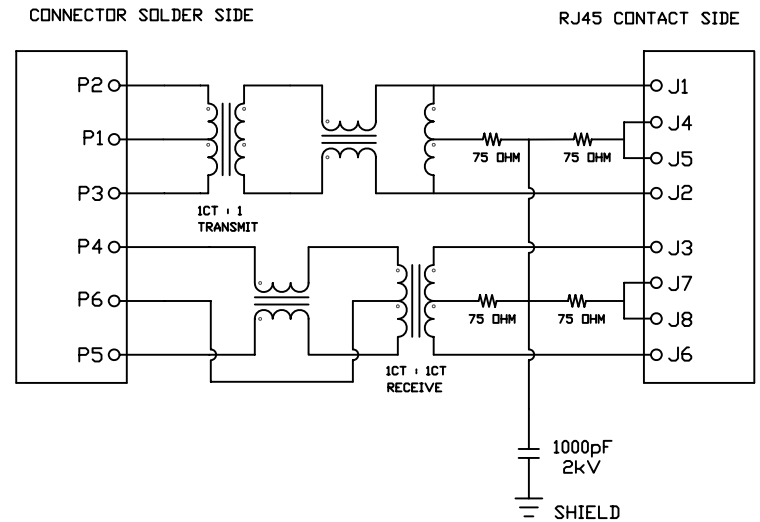 CONNECTOR SOLDER SIDE
RJ45 CONTACT SIDE
P2
J1
J4
P1
75 OHM
75 OHM
J5
P3
J2
1CT : 1
TRANSMIT
P4
J3
J7
P6
75 OHM
75 OHM
J8
P5
J6
1CT : 1CT
RECEIVE
1000pF
2kV
SHIELD